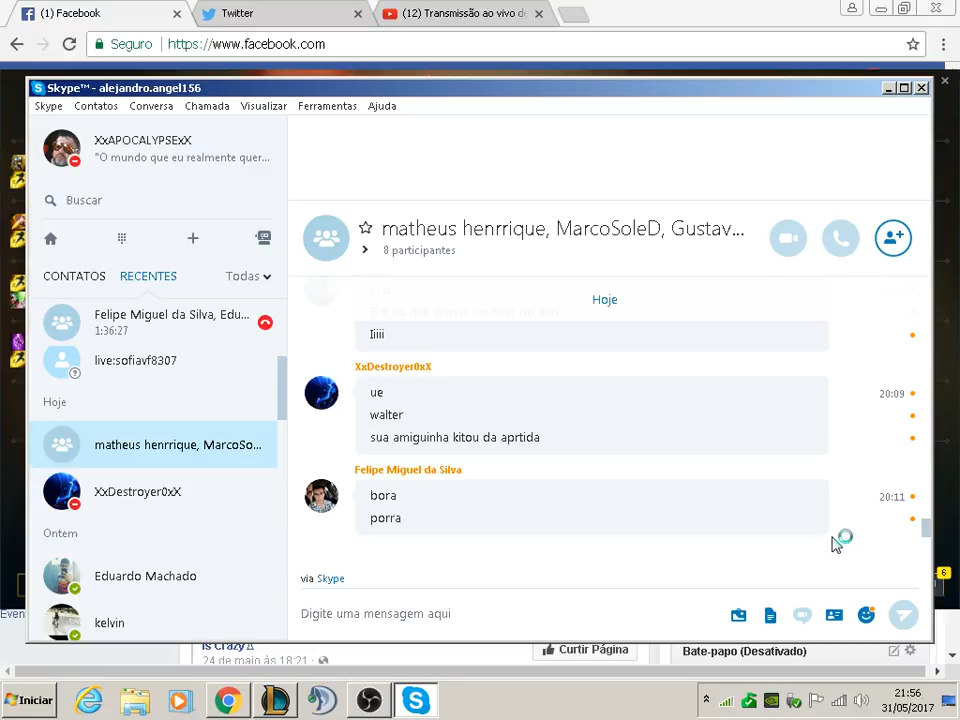 (1) Facebook
Twitter
(12) Transmissão ao vivo de
Seguro
https://www.facebook.com
Skype™ - alejandro.angel156
Skype Contatos Conversa Chamada Visualizar Ferramentas Ajuda
XxAPOCALYPSExX
"O mundo que eu realmente quer...
Buscar
CONTATOS RECENTES Todas
Felipe Miguel da Silva, Edu...
1:36:27
live:sofiavf8307
Hoje
matheus henrrique, MarcoSo...
XxDestroyer0xX
Ontem
Eduardo Machado
kelvin
matheus henrrique, MarcoSoleD, Gustav...
8 participantes
Hoje
Iiiii
XxDestroyer0xX
ue
20:09
walter
sua amiguinha kitou da aprtida
Felipe Miguel da Silva
bora
20:11
porra
via Skype
Digite uma mensagem aqui
6
Even
is Crazy
24 de maio às 18:21
Curtir Página
Bate-papo (Desativado)
Iniciar
21:56
31/05/2017